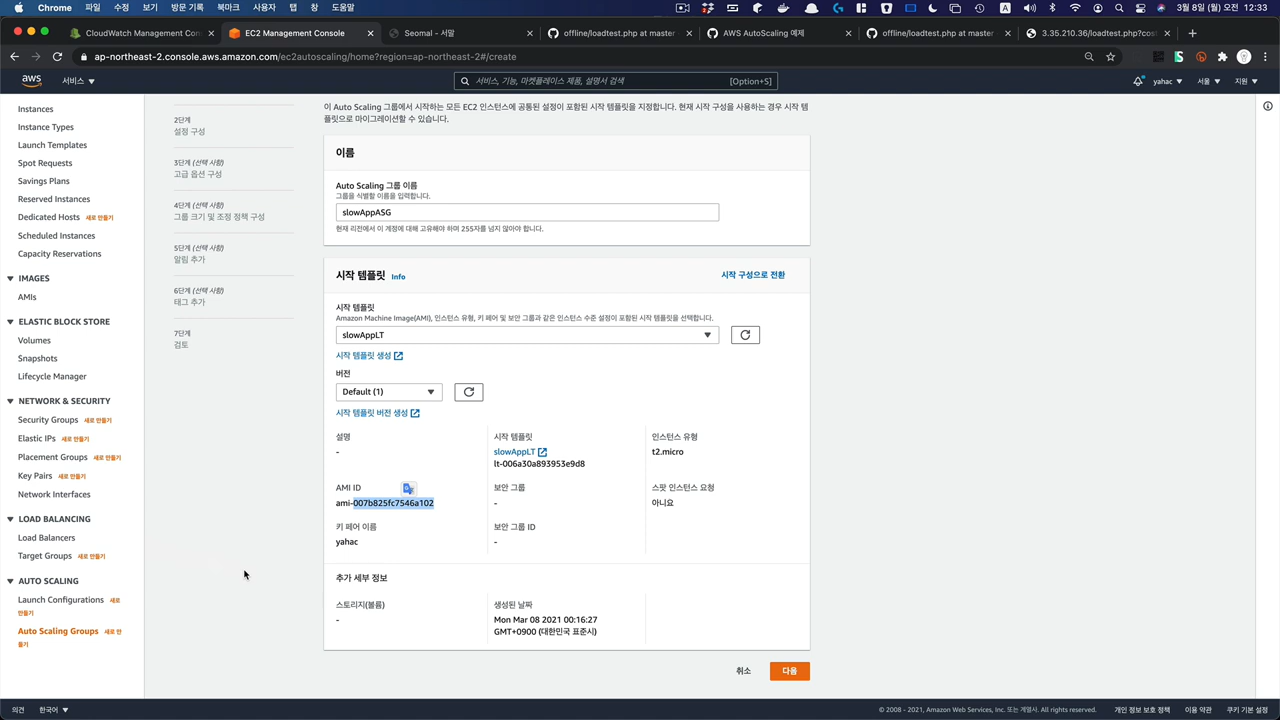 Chrome 파일 수정 보기 방문 기록 북마크 사용자 탭 창 이름 3월 8일 (월) 오전 12:33
CloudWatch Management Con
EC2 Management Console
Seomal - 서말
offline/loadtest.py at master
AWS AutoScaling 예제
offline/loadtest.py at master
3.35.210.36/loadtest.php?cost
ap-northeast-2.console.aws.amazon.com/ec2autoscaling/home?region=ap-northeast-2#/create
aws 서비스 서비스, 기능, 마켓플레이스 제품, 설명서 검색 [Option+S] yahac 서울 지원
Instances
Instance Types
Launch Templates
Spot Requests
Savings Plans
Reserved Instances
Dedicated Hosts 새로 만들기
Scheduled Instances
Capacity Reservations
IMAGES
AMIs
ELASTIC BLOCK STORE
Volumes
Snapshots
Lifecycle Manager
NETWORK & SECURITY
Security Groups 새로 만들기
Elastic IPs 새로 만들기
Placement Groups 새로 만들기
Key Pairs 새로 만들기
Network Interfaces
LOAD BALANCING
Load Balancers
Target Groups 새로 만들기
AUTO SCALING
Launch Configurations 새로
만들기
Auto Scaling Groups 새로 만
들기
2단계
설정 구성
3단계 (선택 사항)
고급 옵션 구성
4단계 (선택 사항)
그룹 크기 및 조정 정책 구성
5단계 (선택 사항)
알림 추가
6단계 (선택 사항)
태그 추가
7단계
검토
이 Auto Scaling 그룹에서 시작하는 모든 EC2 인스턴스에 공통된 설정이 포함된 시작 템플릿을 지정합니다. 현재 시작 구성을 사용하는 경우 시작 템
플릿으로 마이그레이션할 수 있습니다.
이름
Auto Scaling 그룹 이름
그룹을 식별할 이름을 입력합니다.
slowAppASG
현재 리전에서 이 계정에 대해 고유해야 하며 255자를 넘지 않아야 합니다.
시작 템플릿 Info 시작 구성으로 전환
시작 템플릿
Amazon Machine Image(AMI), 인스턴스 유형, 키 페어 및 보안 그룹과 같은 인스턴스 수준 설정이 포함된 시작 템플릿을 선택합니다.
slowAppLT
시작 템플릿 생성
버전
Default (1)
시작 템플릿 버전 생성
설명
-
시작 템플릿
slowAppLT
lt-006a30a893953e9d8
인스턴스 유형
t2.micro
AMI ID
ami-007b825fc7546a102
보안 그룹
-
스팟 인스턴스 요청
아니요
키 페어 이름
yahac
보안 그룹 ID
-
추가 세부 정보
스토리지(볼륨)
-
생성된 날짜
Mon Mar 08 2021 00:16:27
GMT+0900 (대한민국 표준시)
취소 다음
의견 한국어 © 2008 - 2021, Amazon Web Services, Inc. 또는 계열사. All rights reserved. 개인 정보 보호 정책 이용 약관 쿠키 기본 설정